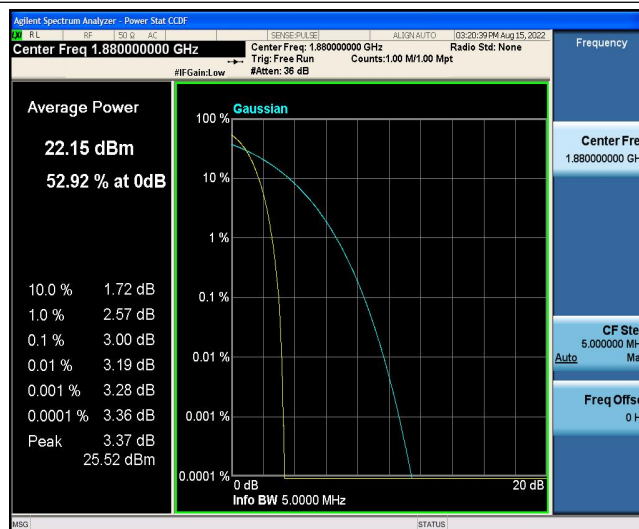 Agilent Spectrum Analyzer - Power Stat CCDF
RL RF 50 Ω AC SENSE:PULSE ALIGN AUTO 03:20:39 PM Aug 15, 2022
Center Freq 1.880000000 GHz
Center Freq: 1.880000000 GHz Radio Std: None
Trig: Free Run Counts:1.00 M/1.00 Mpt
#IFGain:Low #Atten: 36 dB
Frequency
Average Power
22.15 dBm
52.92 % at 0dB
10.0 % 1.72 dB
1.0 % 2.57 dB
0.1 % 3.00 dB
0.01 % 3.19 dB
0.001 % 3.28 dB
0.0001 % 3.36 dB
Peak 3.37 dB
25.52 dBm
Gaussian
100 %
10 %
1 %
0.1 %
0.01 %
0.001 %
0.0001 %
0 dB 20 dB
Info BW 5.0000 MHz
Center Fre
1.880000000 GH
CF Ste
5.000000 MH
Auto Ma
Freq Offse
0 H
MSG STATUS